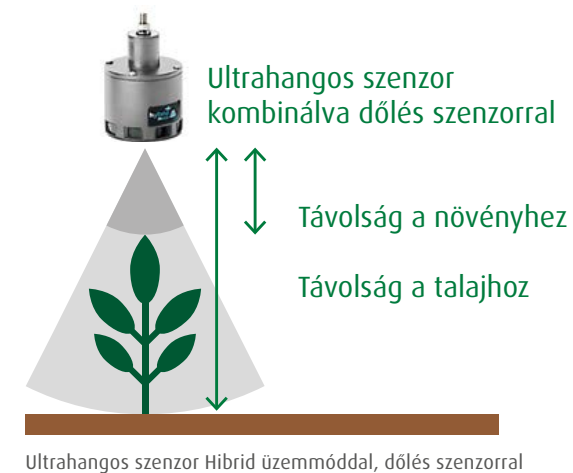 Ultrahangos szenzor
kombinálva dőlés szenzorral
Távolság a növényhez
Távolság a talajhoz
Ultrahangos szenzor Hibrid üzemmóddal, dőlés szenzorral